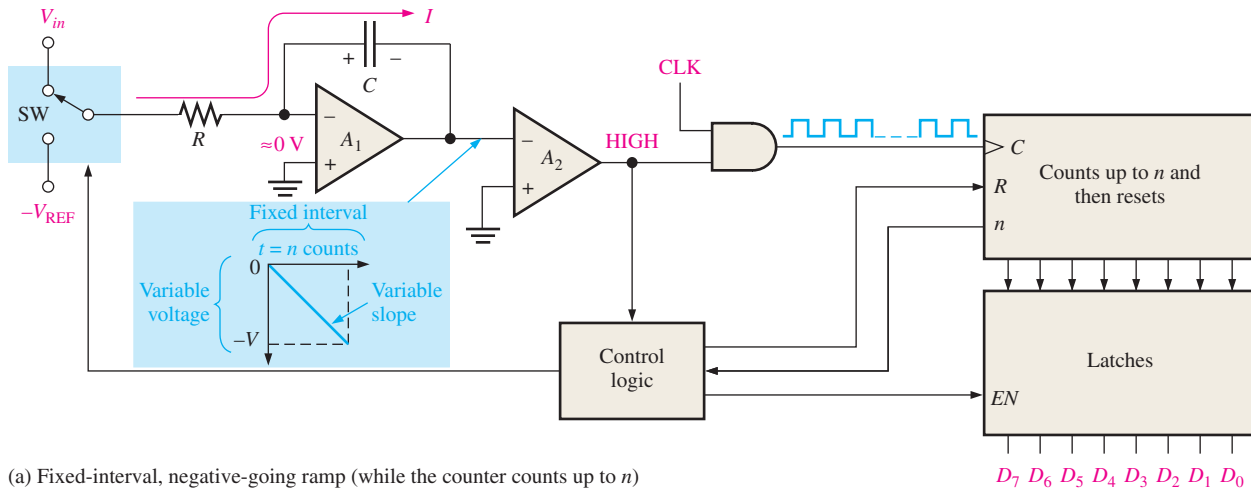 V_in
I
+ −
C
SW
R
≈0 V
−
A_1
+
−V_REF
−
A_2
+
HIGH
CLK
C
R
n
Counts up to n and
then resets
Fixed interval
t = n counts
0
Variable
voltage
Variable
slope
−V
Control
logic
Latches
EN
D_7 D_6 D_5 D_4 D_3 D_2 D_1 D_0
(a) Fixed-interval, negative-going ramp (while the counter counts up to n)